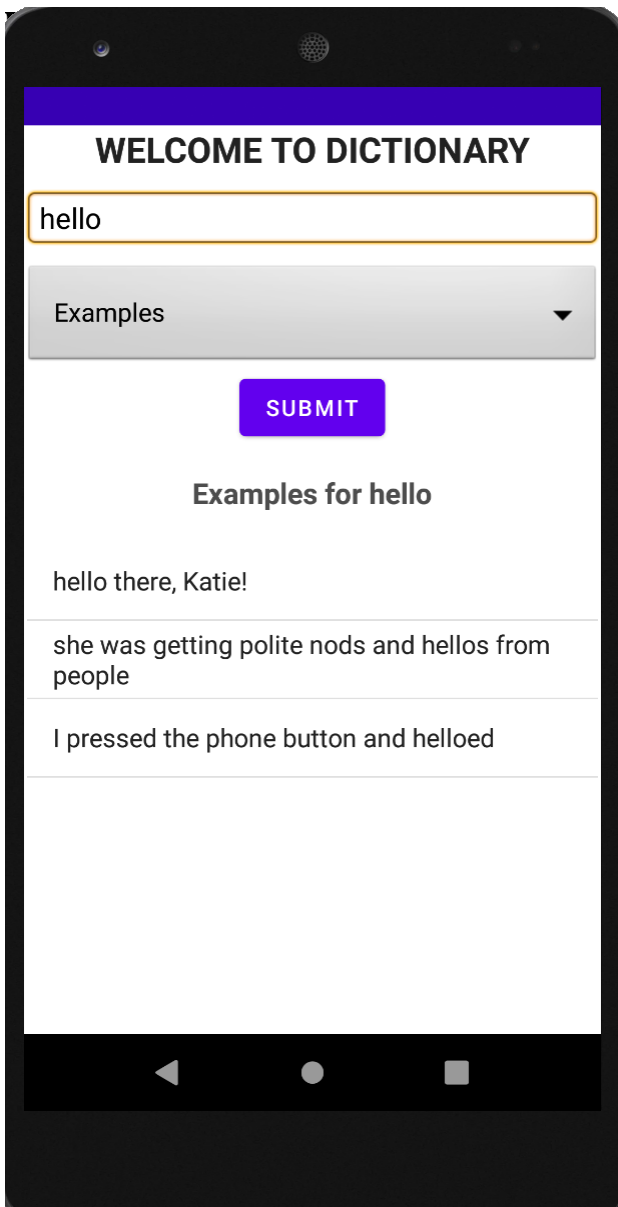 WELCOME TO DICTIONARY
hello
Examples
SUBMIT
Examples for hello
hello there, Katie!
she was getting polite nods and hellos from
people
I pressed the phone button and helloed